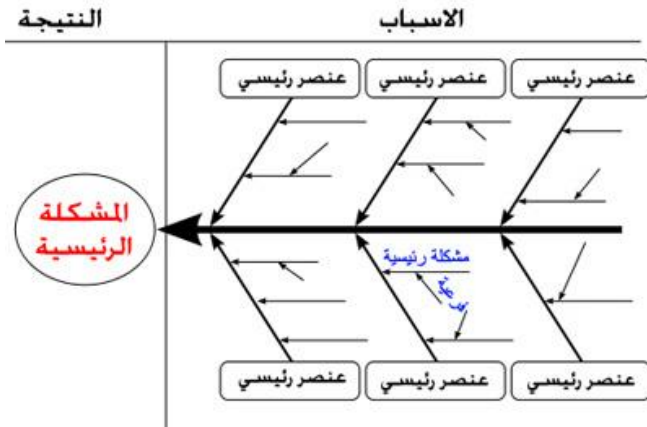 الاسباب
النتيجة
عنصر رئيسي
عنصر رئيسي
عنصر رئيسي
المشكلة
الرئيسية
مشكلة رئيسية
فرعية
عنصر رئيسي
عنصر رئيسي
عنصر رئيسي